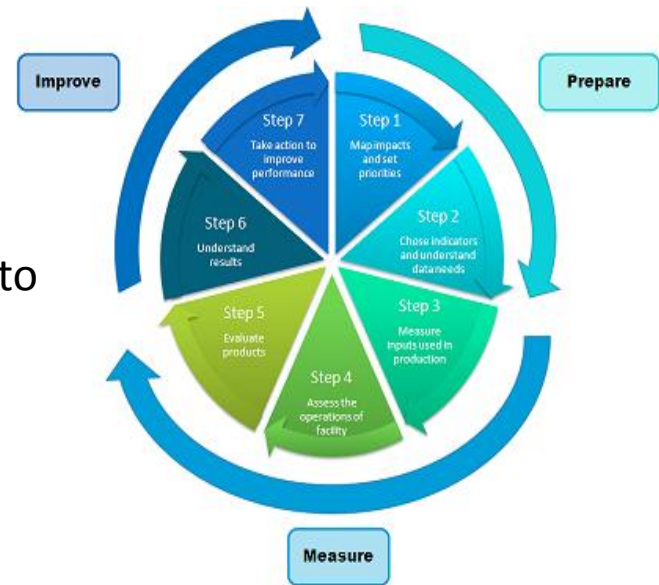 Improve
Prepare
Step 7
Take action to
improve
performance
Step 1
Map impacts
and set
priorities
Step 6
Understand
results
Step 2
Chose indicators
and understand
data needs
to
Step 5
Evaluate
products
Step 3
Measure
inputs used in
production
Step 4
Assess the
operations of
facility
Measure